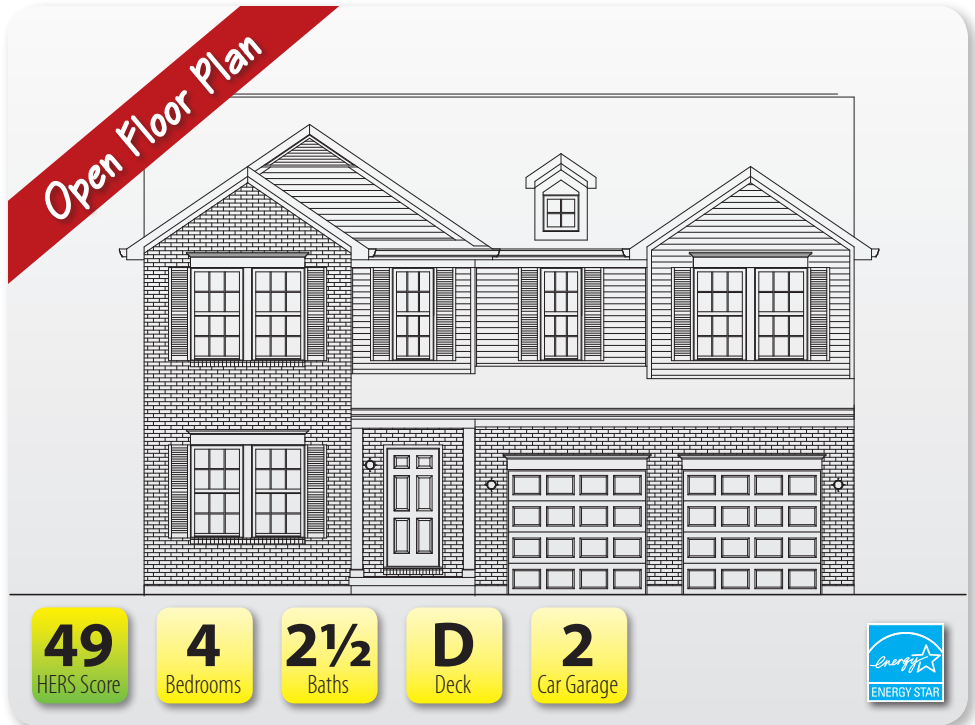 Open Floor Plan
49
HERS Score
4
Bedrooms
2½
Baths
D
Deck
2
Car Garage
energy
ENERGY STAR